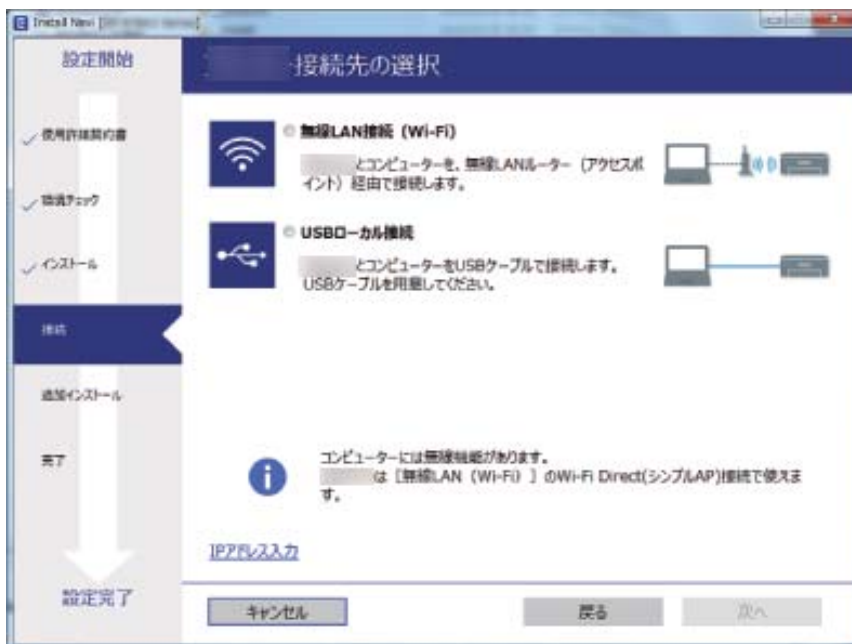 Install Navi [
設定開始
接続先の選択
使用許諾契約書
環境チェック
インストール
接続
追加インストール
完了
設定完了
無線LAN接続（Wi-Fi）
とコンピューターを、無線LANルーター（アクセスポ
イント）経由で接続します。
USBローカル接続
とコンピューターをUSBケーブルで接続します。
USBケーブルを用意してください。
コンピューターには無線機能があります。
は［無線LAN（Wi-Fi）］のWi-Fi Direct(シンプルAP)接続で使えま
す。
IPアドレス入力
キャンセル
戻る
次へ